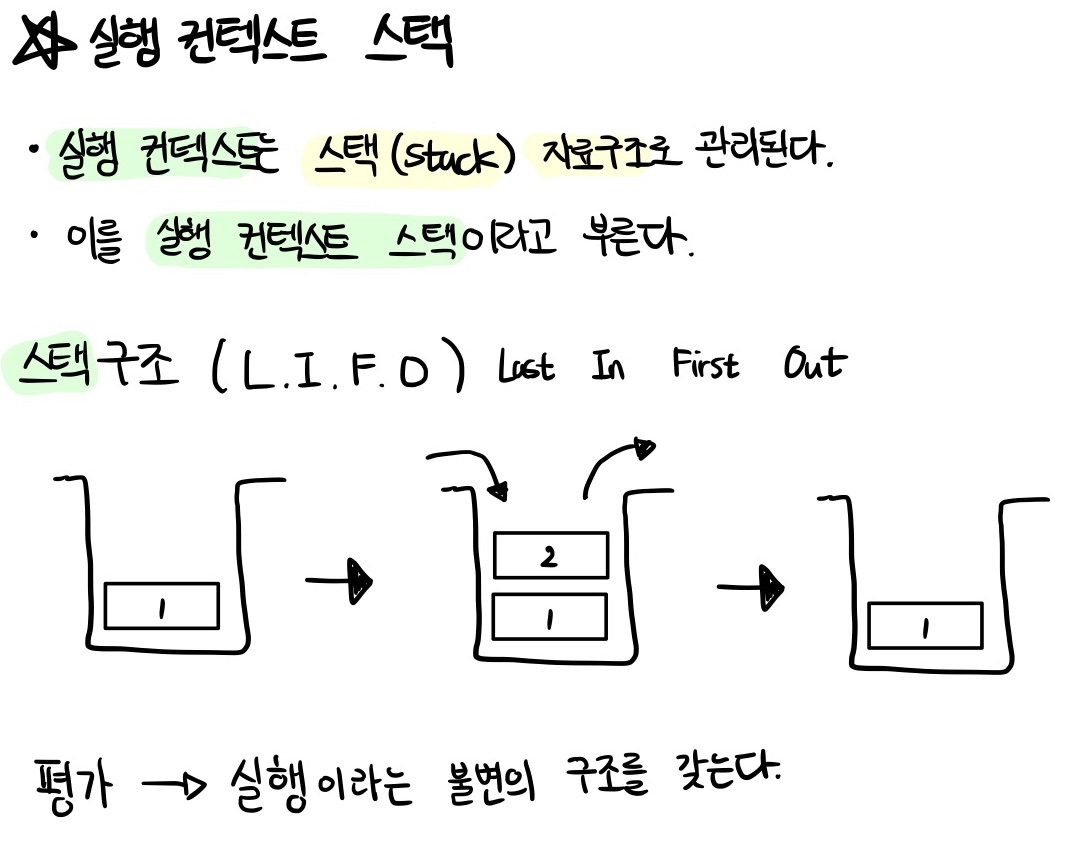 ☆ 실행 컨텍스트 스택
· 실행 컨텍스트는 스택(stack) 자료구조로 관리된다.
· 이를 실행 컨텍스트 스택이라고 부른다.
스택 구조 (L.I.F.O) Last In First Out
1
2
1
1
평가 → 실행이라는 불변의 구조를 갖는다.